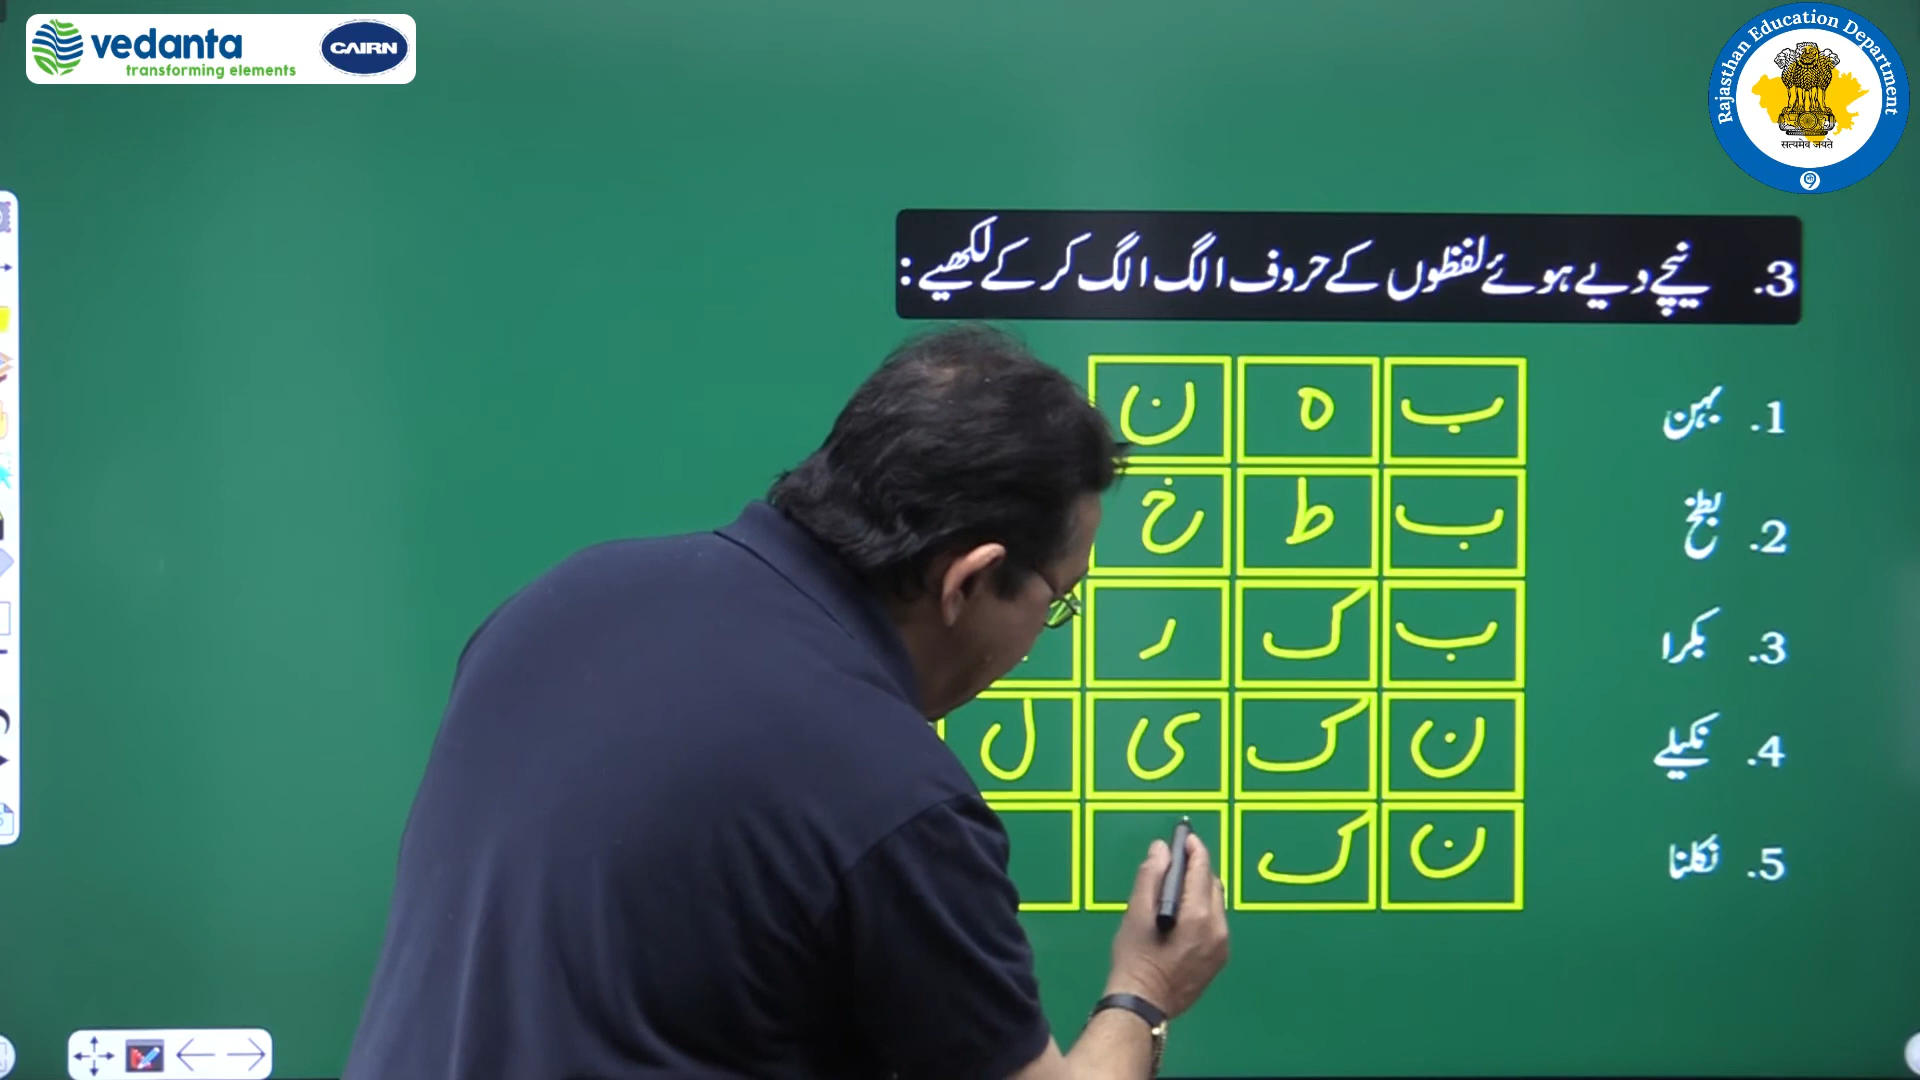 vedanta
transforming elements
CAIRN
Rajasthan Education Department
सत्यमेव जयते
3. نیچے دیے ہوئے لفظوں کے حروف الگ الگ کر کے لکھیے :
1. بہن ب ہ ن
2. بطخ ب ط خ
3. بکرا ب ک ر
4. نکیلے ن ک ی ل
5. نکلنا ن ک